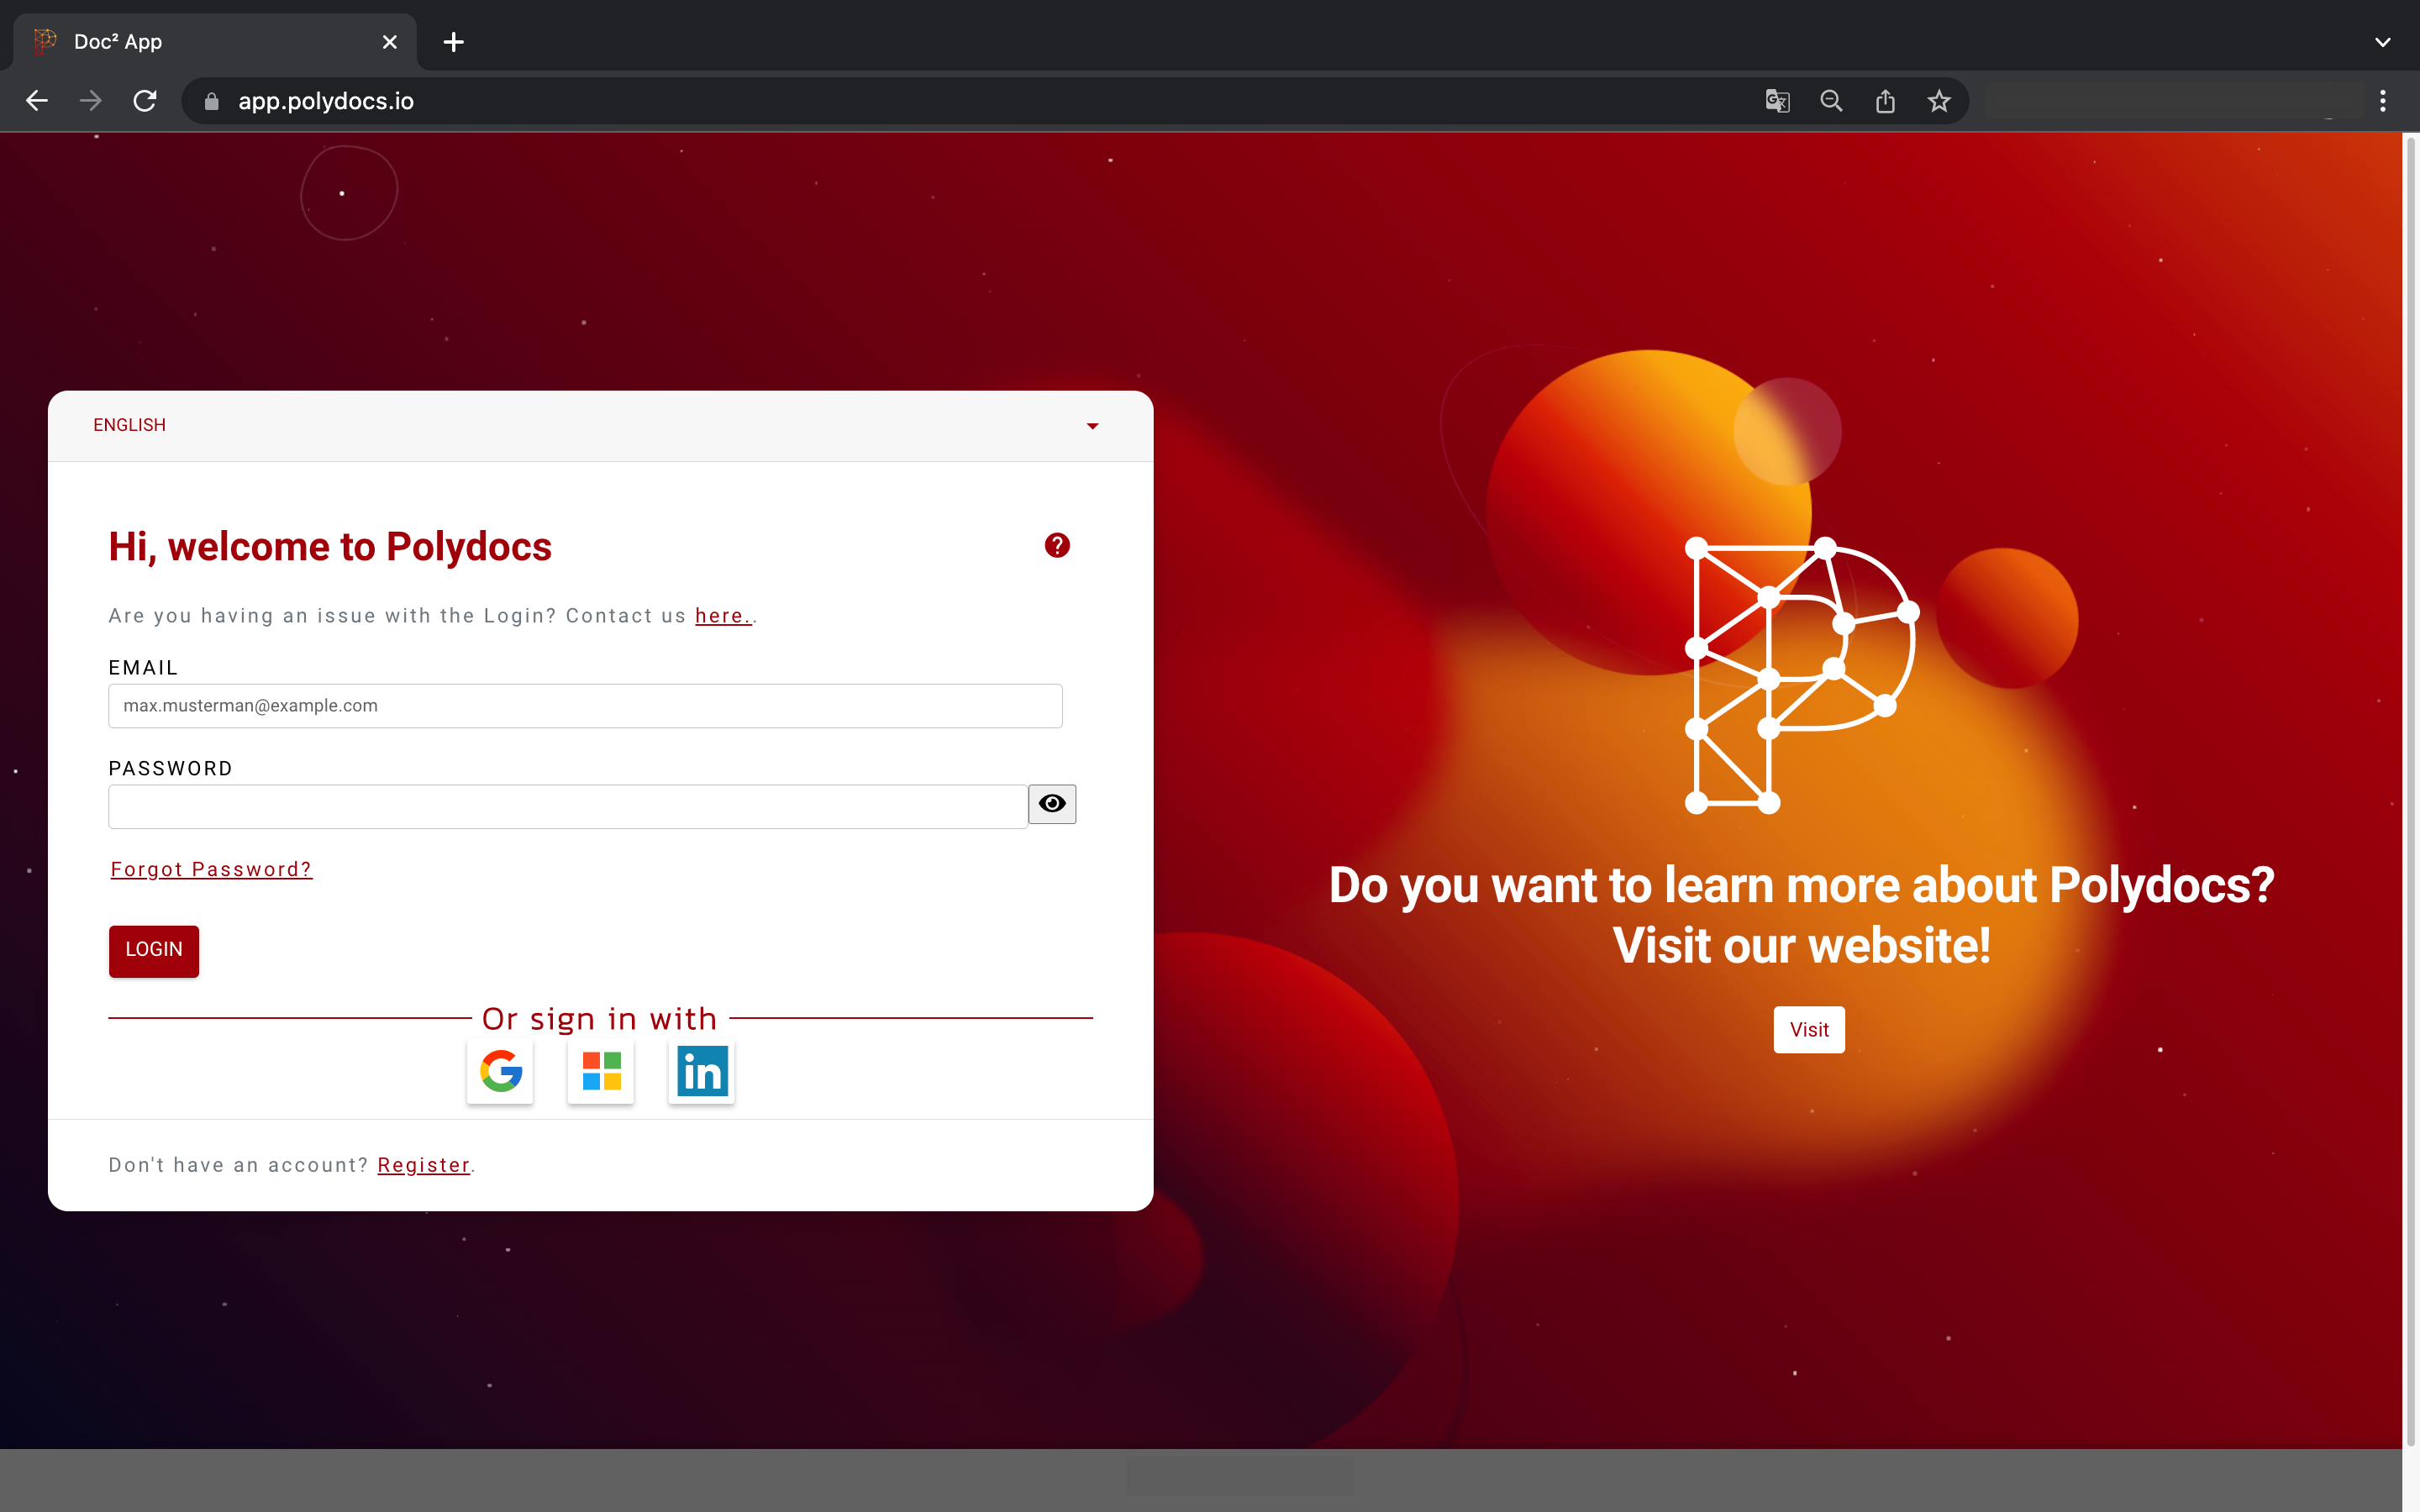 Doc² App
app.polydocs.io
ENGLISH
Hi, welcome to Polydocs
Are you having an issue with the Login? Contact us here..
EMAIL
max.musterman@example.com
PASSWORD
Forgot Password?
LOGIN
Or sign in with
Don't have an account? Register.
Do you want to learn more about Polydocs?
Visit our website!
Visit